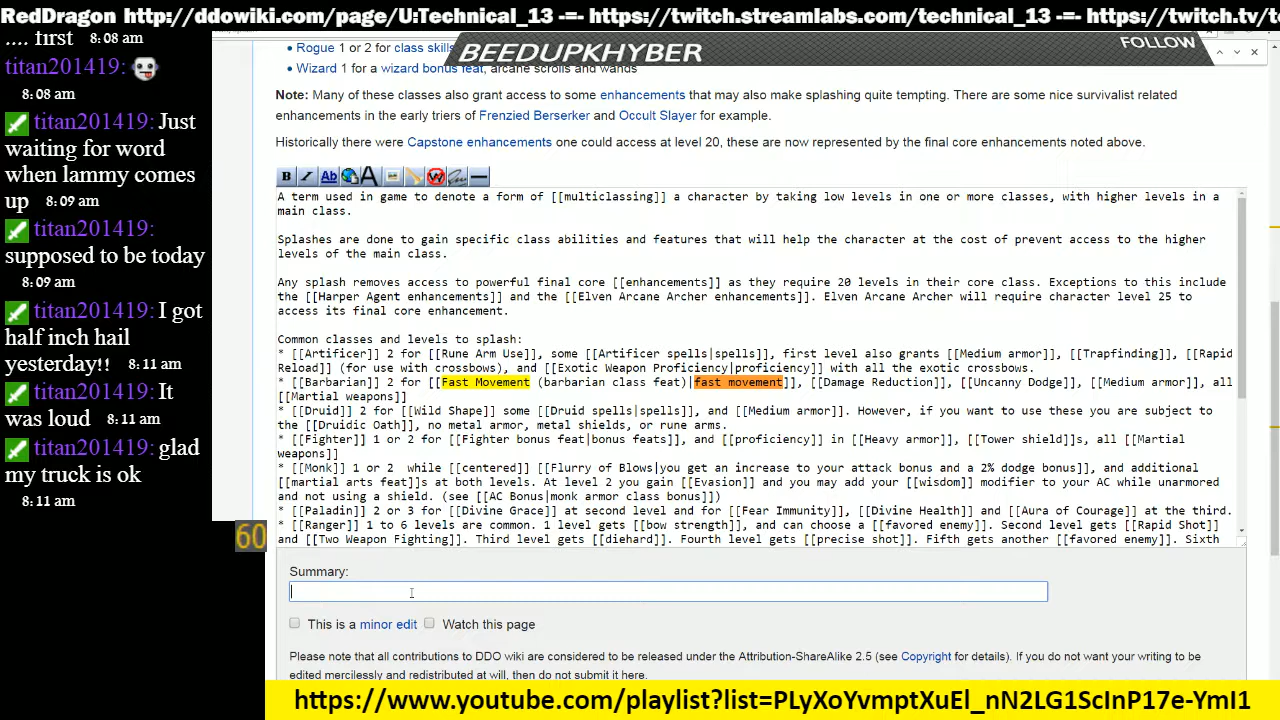 RedDragon http://ddowiki.com/page/U:Technical_13 -=- https://twitch.streamlabs.com/technical_13 -=- https://twitch.tv/t
.... first 8:08 am
titan201419:
8:08 am
titan201419: Just
waiting for word
when lammy comes
up 8:09 am
titan201419:
supposed to be today
8:09 am
titan201419: I got
half inch hail
yesterday!! 8:11 am
titan201419: It
was loud 8:11 am
titan201419: glad
my truck is ok
8:11 am
BEEDUPKHYBER
FOLLOW
• Rogue 1 or 2 for class skills
• Wizard 1 for a wizard bonus feat, arcane scrolls and wands
Note: Many of these classes also grant access to some enhancements that may also make splashing quite tempting. There are some nice survivalist related
enhancements in the early triers of Frenzied Berserker and Occult Slayer for example.
Historically there were Capstone enhancements one could access at level 20, these are now represented by the final core enhancements noted above.
B I Ab A W
A term used in game to denote a form of [[multiclassing]] a character by taking low levels in one or more classes, with higher levels in a
main class.
Splashes are done to gain specific class abilities and features that will help the character at the cost of prevent access to the higher
levels of the main class.
Any splash removes access to powerful final core [[enhancements]] as they require 20 levels in their core class. Exceptions to this include
the [[Harper Agent enhancements]] and the [[Elven Arcane Archer enhancements]]. Elven Arcane Archer will require character level 25 to
access its final core enhancement.
Common classes and levels to splash:
* [[Artificer]] 2 for [[Rune Arm Use]], some [[Artificer spells|spells]], first level also grants [[Medium armor]], [[Trapfinding]], [[Rapid
Reload]] (for use with crossbows), and [[Exotic Weapon Proficiency|proficiency]] with all the exotic crossbows.
* [[Barbarian]] 2 for [[Fast Movement (barbarian class feat)|fast movement]], [[Damage Reduction]], [[Uncanny Dodge]], [[Medium armor]], all
[[Martial weapons]]
* [[Druid]] 2 for [[Wild Shape]] some [[Druid spells|spells]], and [[Medium armor]]. However, if you want to use these you are subject to
the [[Druidic Oath]], no metal armor, metal shields, or rune arms.
* [[Fighter]] 1 or 2 for [[Fighter bonus feat|bonus feats]], and [[proficiency]] in [[Heavy armor]], [[Tower shield]]s, all [[Martial
weapons]]
* [[Monk]] 1 or 2  while [[centered]] [[Flurry of Blows|you get an increase to your attack bonus and a 2% dodge bonus]], and additional
[[martial arts feat]]s at both levels. At level 2 you gain [[Evasion]] and you may add your [[wisdom]] modifier to your AC while unarmored
and not using a shield. (see [[AC Bonus|monk armor class bonus]])
* [[Paladin]] 2 or 3 for [[Divine Grace]] at second level and for [[Fear Immunity]], [[Divine Health]] and [[Aura of Courage]] at the third.
* [[Ranger]] 1 to 6 levels are common. 1 level gets [[bow strength]], and can choose a [[favored enemy]]. Second level gets [[Rapid Shot]]
and [[Two Weapon Fighting]]. Third level gets [[diehard]]. Fourth level gets [[precise shot]]. Fifth gets another [[favored enemy]]. Sixth
60
Summary:
This is a minor edit Watch this page
Please note that all contributions to DDO wiki are considered to be released under the Attribution-ShareAlike 2.5 (see Copyright for details). If you do not want your writing to be
edited mercilessly and redistributed at will, then do not submit it here.
https://www.youtube.com/playlist?list=PLyXoYvmptXuEl_nN2LG1ScInP17e-YmI1